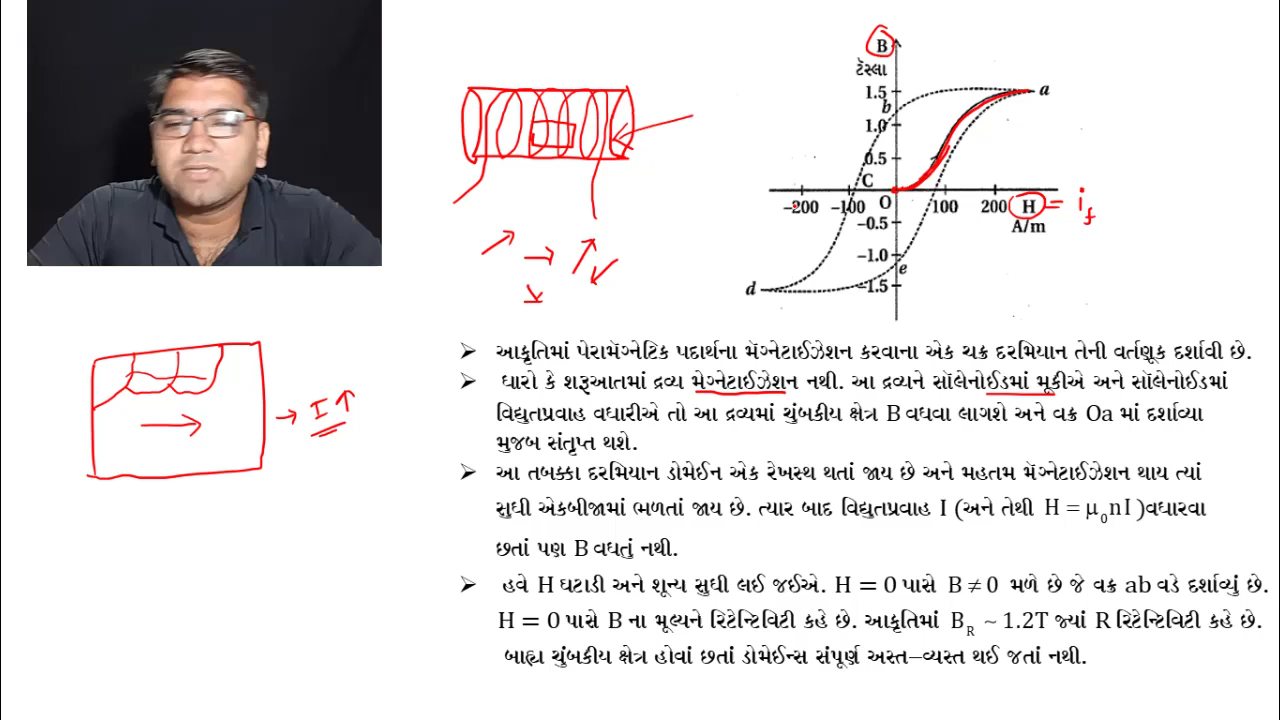 B
ટૅસ્લા
1.5
a
b
1.0
0.5
C
O
-200 -100 100 200 H = i_f
A/m
-0.5
-1.0
e
d
-1.5
I ↑
➢ આકૃતિમાં પેરામૅગ્નેટિક પદાર્થના મૅગ્નેટાઈઝેશન કરવાના એક ચક્ર દરમિયાન તેની વર્તણૂક દર્શાવી છે.
➢ ધારો કે શરૂઆતમાં દ્રવ્ય મેગ્નેટાઈઝેશન નથી. આ દ્રવ્યને સૉલેનોઈડમાં મૂકીએ અને સૉલેનોઈડમાં
વિદ્યુતપ્રવાહ વધારીએ તો આ દ્રવ્યમાં ચુંબકીય ક્ષેત્ર B વધવા લાગશે અને વક્ર Oa માં દર્શાવ્યા
મુજબ સંતૃપ્ત થશે.
➢ આ તબક્કા દરમિયાન ડોમેઈન એક રેખસ્થ થતાં જાય છે અને મહતમ મૅગ્નેટાઈઝેશન થાય ત્યાં
સુધી એકબીજામાં ભળતાં જાય છે. ત્યાર બાદ વિદ્યુતપ્રવાહ I (અને તેથી H = μ₀nI) વધારવા
છતાં પણ B વધતું નથી.
➢ હવે H ઘટાડી અને શૂન્ય સુધી લઈ જઈએ. H = 0 પાસે B ≠ 0 મળે છે જે વક્ર ab વડે દર્શાવ્યું છે.
H = 0 પાસે B ના મૂલ્યને રિટેન્ટિવિટી કહે છે. આકૃતિમાં B_R ~ 1.2T જ્યાં R રિટેન્ટિવિટી કહે છે.
બાહ્ય ચુંબકીય ક્ષેત્ર હોવાં છતાં ડોમેઈન્સ સંપૂર્ણ અસ્ત–વ્યસ્ત થઈ જતાં નથી.